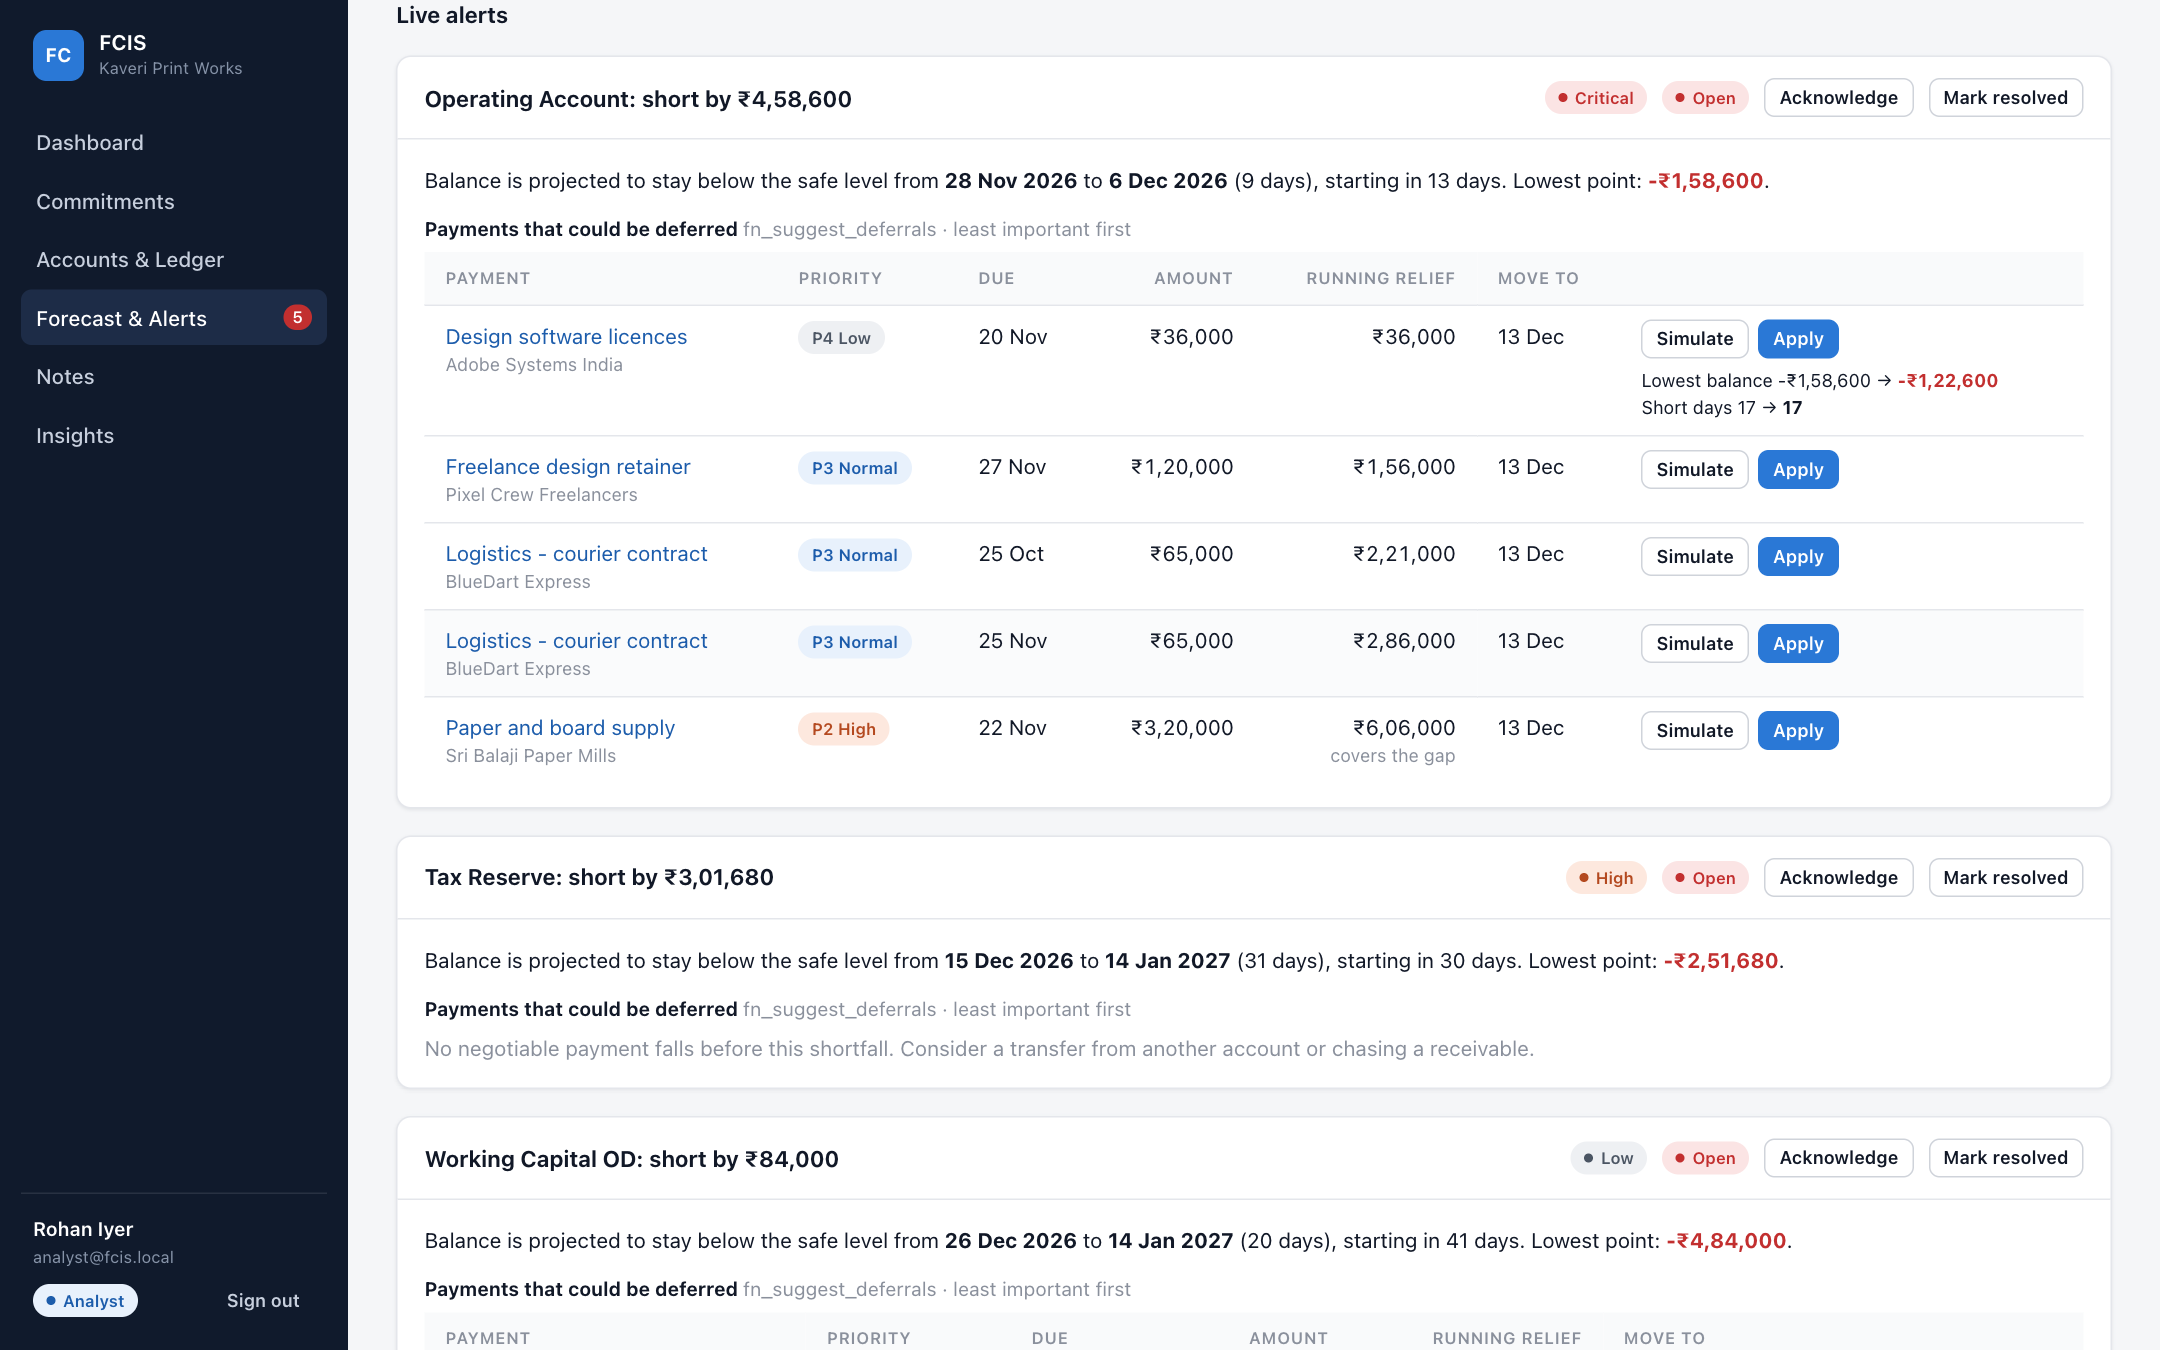 FC
FCIS
Kaveri Print Works
Dashboard
Commitments
Accounts & Ledger
Forecast & Alerts 5
Notes
Insights
Rohan Iyer
analyst@fcis.local
Analyst Sign out
Live alerts
Operating Account: short by ₹4,58,600 Critical Open Acknowledge Mark resolved
Balance is projected to stay below the safe level from 28 Nov 2026 to 6 Dec 2026 (9 days), starting in 13 days. Lowest point: -₹1,58,600.
Payments that could be deferred fn_suggest_deferrals · least important first
PAYMENT PRIORITY DUE AMOUNT RUNNING RELIEF MOVE TO
Design software licences P4 Low 20 Nov ₹36,000 ₹36,000 13 Dec Simulate Apply
Adobe Systems India
Lowest balance -₹1,58,600 → -₹1,22,600
Short days 17 → 17
Freelance design retainer P3 Normal 27 Nov ₹1,20,000 ₹1,56,000 13 Dec Simulate Apply
Pixel Crew Freelancers
Logistics - courier contract P3 Normal 25 Oct ₹65,000 ₹2,21,000 13 Dec Simulate Apply
BlueDart Express
Logistics - courier contract P3 Normal 25 Nov ₹65,000 ₹2,86,000 13 Dec Simulate Apply
BlueDart Express
Paper and board supply P2 High 22 Nov ₹3,20,000 ₹6,06,000 13 Dec Simulate Apply
Sri Balaji Paper Mills covers the gap
Tax Reserve: short by ₹3,01,680 High Open Acknowledge Mark resolved
Balance is projected to stay below the safe level from 15 Dec 2026 to 14 Jan 2027 (31 days), starting in 30 days. Lowest point: -₹2,51,680.
Payments that could be deferred fn_suggest_deferrals · least important first
No negotiable payment falls before this shortfall. Consider a transfer from another account or chasing a receivable.
Working Capital OD: short by ₹84,000 Low Open Acknowledge Mark resolved
Balance is projected to stay below the safe level from 26 Dec 2026 to 14 Jan 2027 (20 days), starting in 41 days. Lowest point: -₹4,84,000.
Payments that could be deferred fn_suggest_deferrals · least important first
PAYMENT PRIORITY DUE AMOUNT RUNNING RELIEF MOVE TO